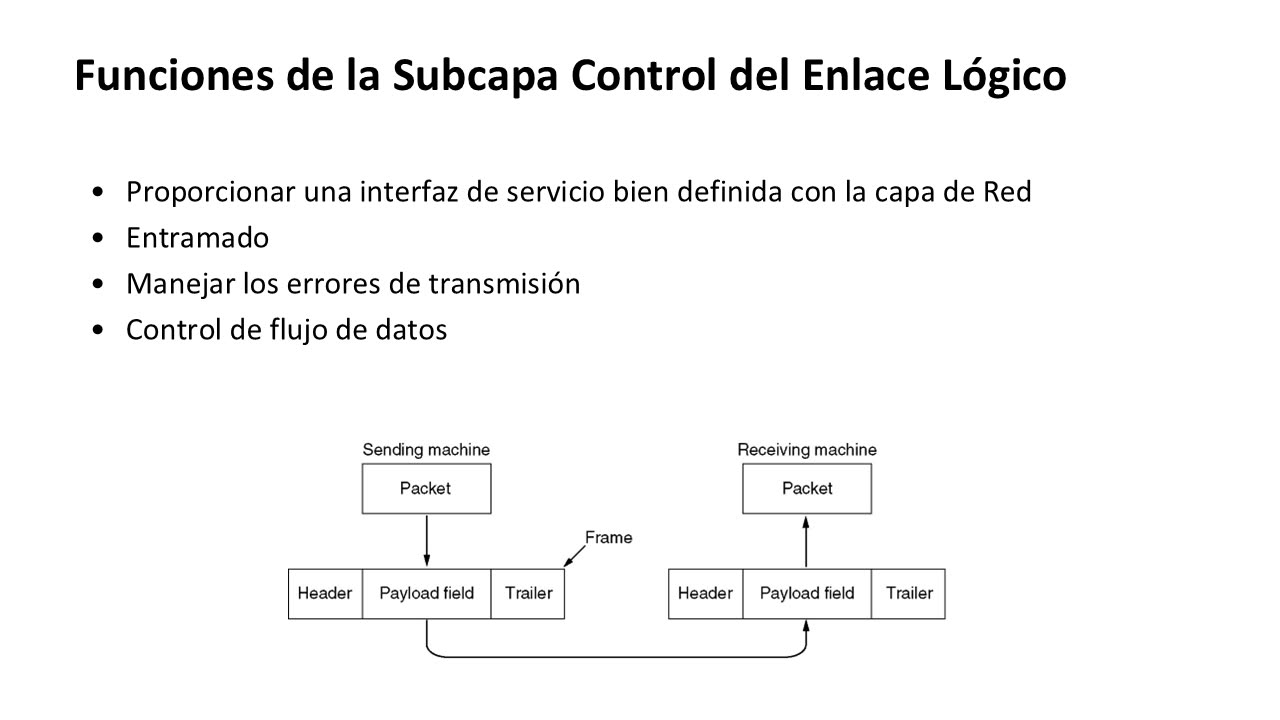 Funciones de la Subcapa Control del Enlace Lógico
• Proporcionar una interfaz de servicio bien definida con la capa de Red
• Entramado
• Manejar los errores de transmisión
• Control de flujo de datos
Sending machine
Receiving machine
Packet
Packet
Frame
Header Payload field Trailer
Header Payload field Trailer